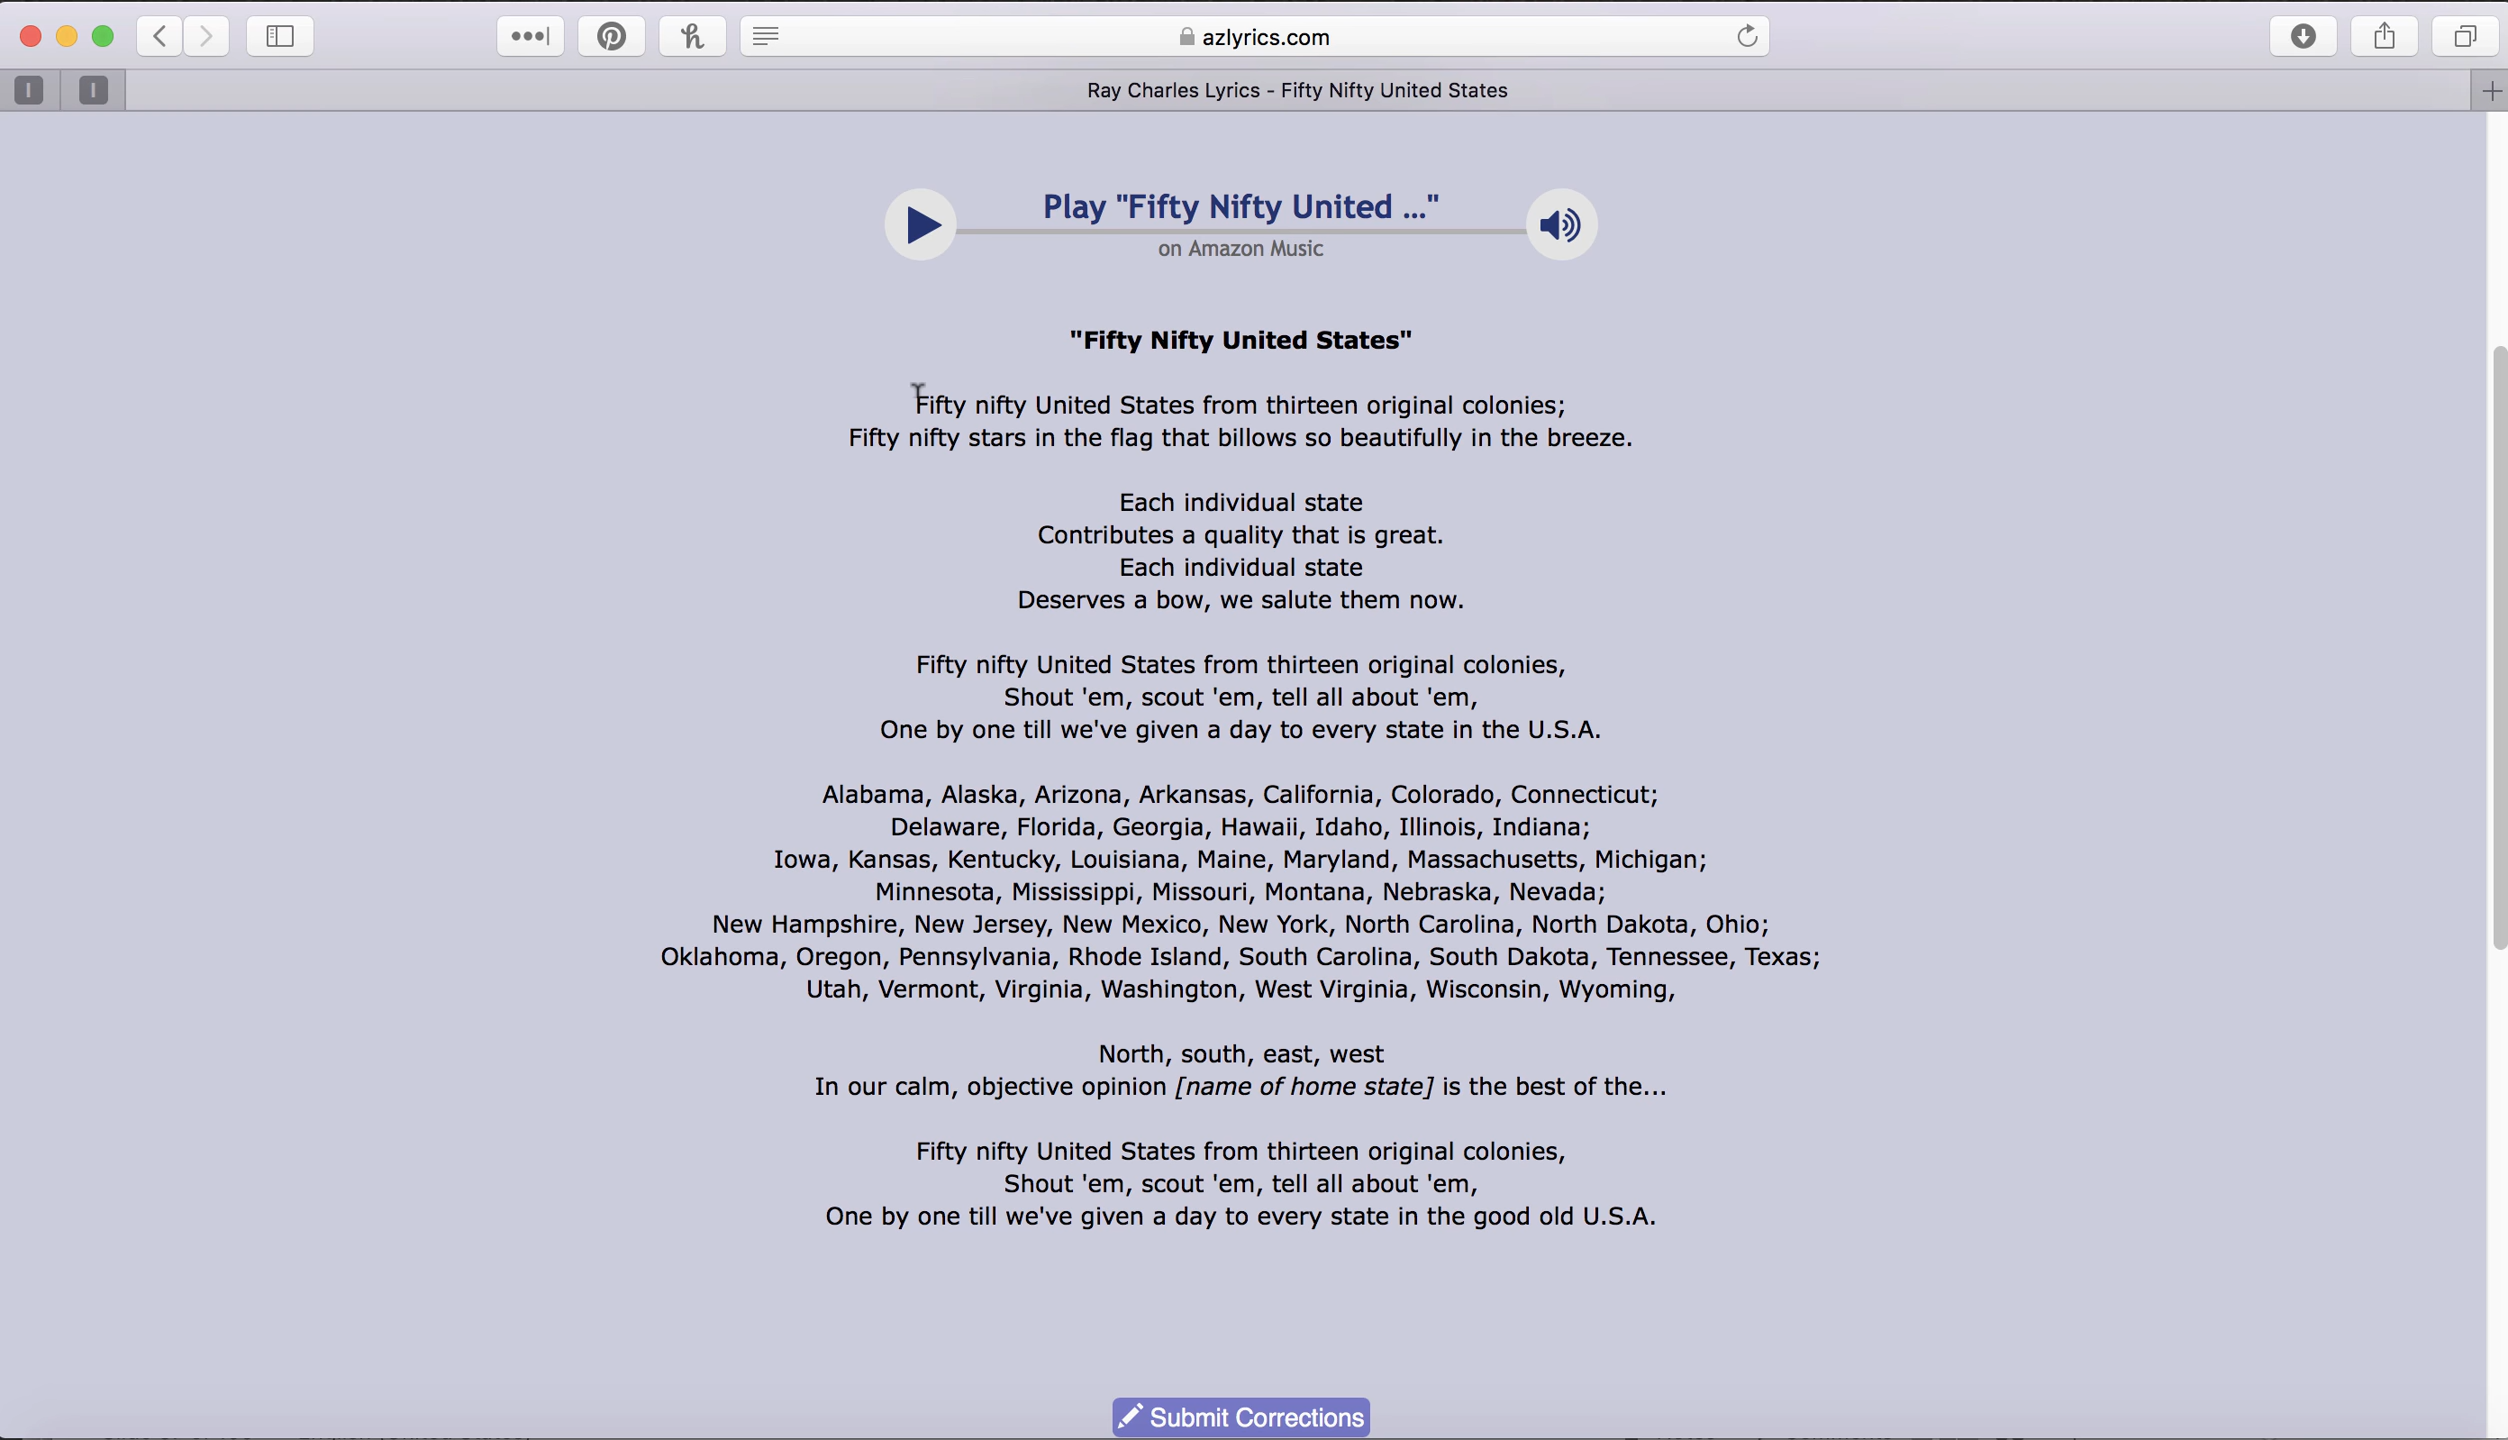 azlyrics.com
Ray Charles Lyrics - Fifty Nifty United States
Play "Fifty Nifty United ..."
on Amazon Music
"Fifty Nifty United States"
Fifty nifty United States from thirteen original colonies;
Fifty nifty stars in the flag that billows so beautifully in the breeze.
Each individual state
Contributes a quality that is great.
Each individual state
Deserves a bow, we salute them now.
Fifty nifty United States from thirteen original colonies,
Shout 'em, scout 'em, tell all about 'em,
One by one till we've given a day to every state in the U.S.A.
Alabama, Alaska, Arizona, Arkansas, California, Colorado, Connecticut;
Delaware, Florida, Georgia, Hawaii, Idaho, Illinois, Indiana;
Iowa, Kansas, Kentucky, Louisiana, Maine, Maryland, Massachusetts, Michigan;
Minnesota, Mississippi, Missouri, Montana, Nebraska, Nevada;
New Hampshire, New Jersey, New Mexico, New York, North Carolina, North Dakota, Ohio;
Oklahoma, Oregon, Pennsylvania, Rhode Island, South Carolina, South Dakota, Tennessee, Texas;
Utah, Vermont, Virginia, Washington, West Virginia, Wisconsin, Wyoming,
North, south, east, west
In our calm, objective opinion [name of home state] is the best of the...
Fifty nifty United States from thirteen original colonies,
Shout 'em, scout 'em, tell all about 'em,
One by one till we've given a day to every state in the good old U.S.A.
Submit Corrections